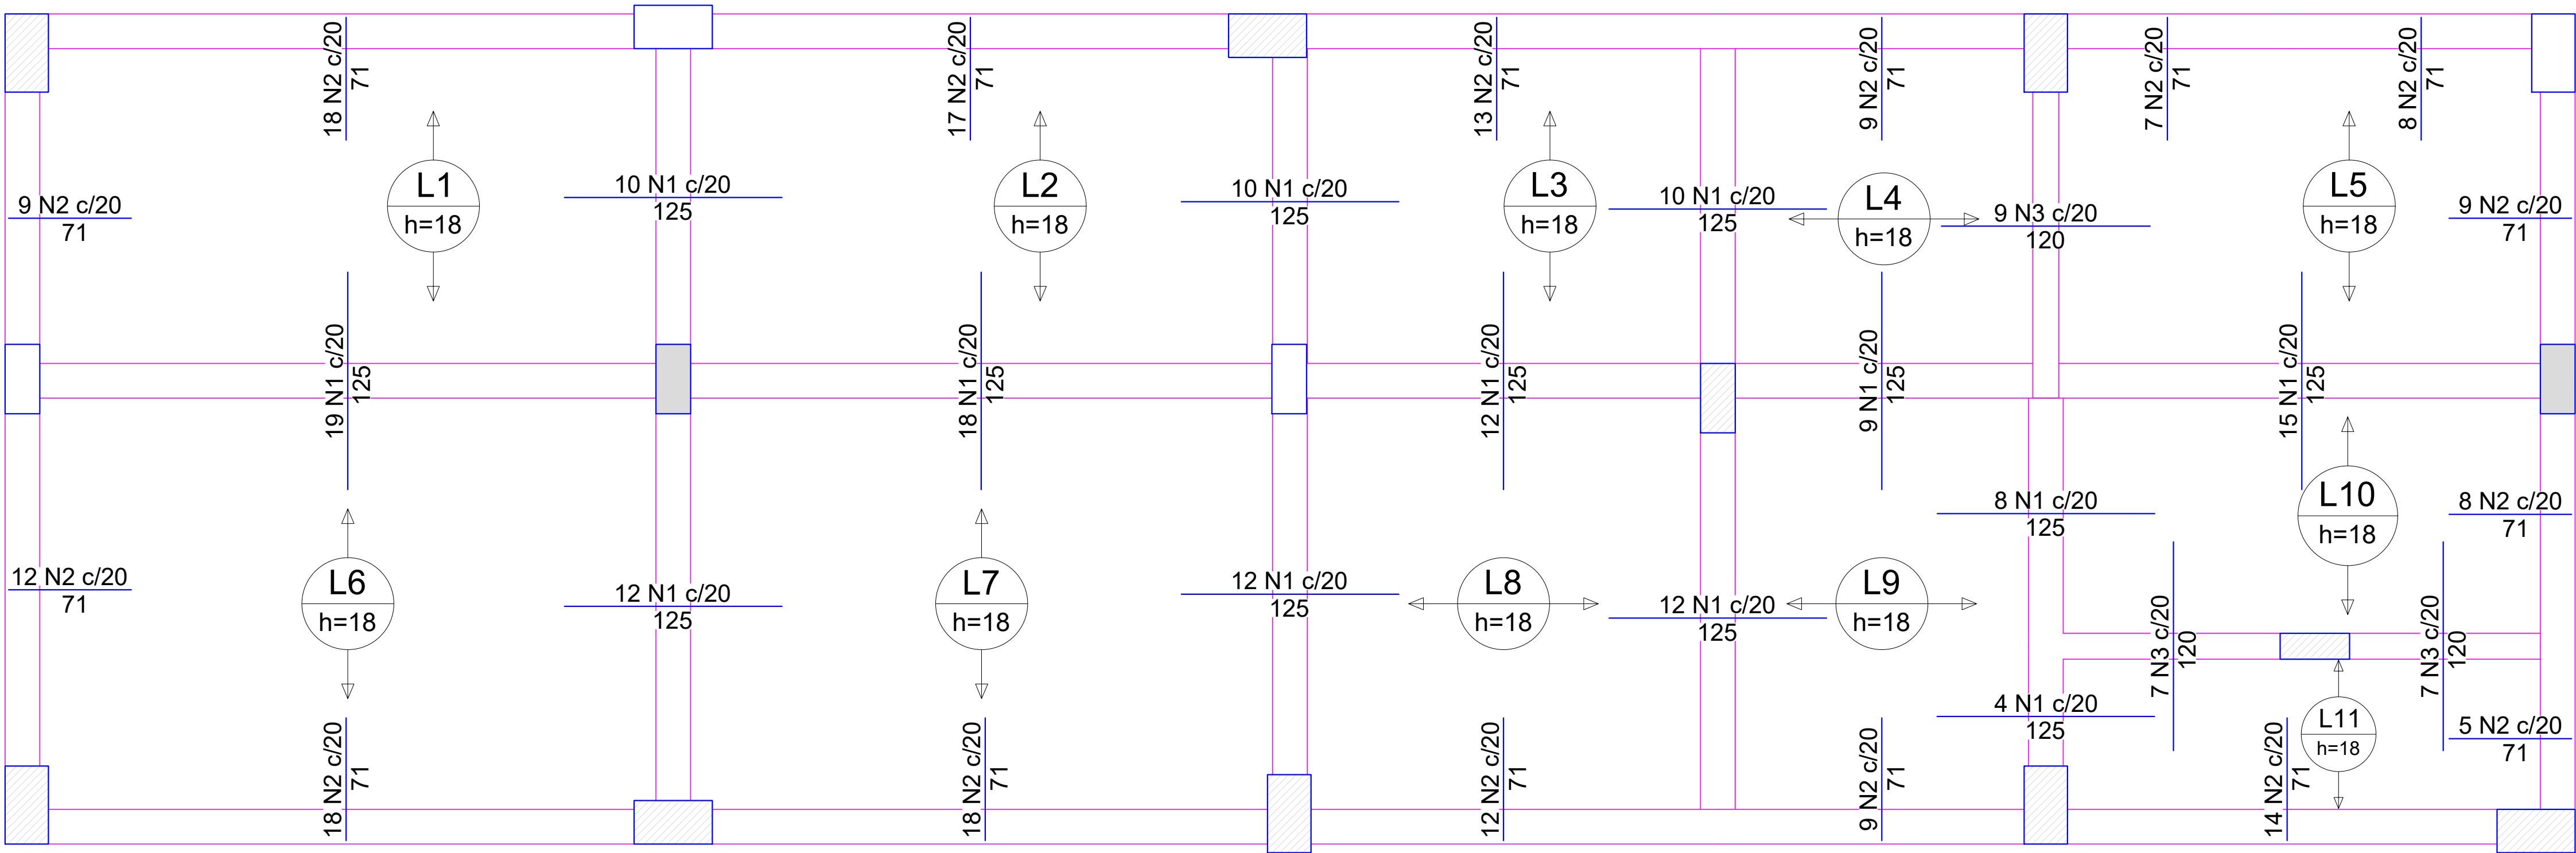 18 N2 c/20
71
17 N2 c/20
71
13 N2 c/20
71
9 N2 c/20
71
7 N2 c/20
71
8 N2 c/20
71
9 N2 c/20
71
L1
h=18
10 N1 c/20
125
L2
h=18
10 N1 c/20
125
L3
h=18
10 N1 c/20
125
L4
h=18
9 N3 c/20
120
L5
h=18
9 N2 c/20
71
19 N1 c/20
125
18 N1 c/20
125
12 N1 c/20
125
9 N1 c/20
125
15 N1 c/20
125
12 N2 c/20
71
L6
h=18
12 N1 c/20
125
L7
h=18
12 N1 c/20
125
L8
h=18
12 N1 c/20
125
L9
h=18
8 N1 c/20
125
L10
h=18
8 N2 c/20
71
7 N3 c/20
120
7 N3 c/20
120
4 N1 c/20
125
L11
h=18
5 N2 c/20
71
18 N2 c/20
71
18 N2 c/20
71
12 N2 c/20
71
9 N2 c/20
71
14 N2 c/20
71